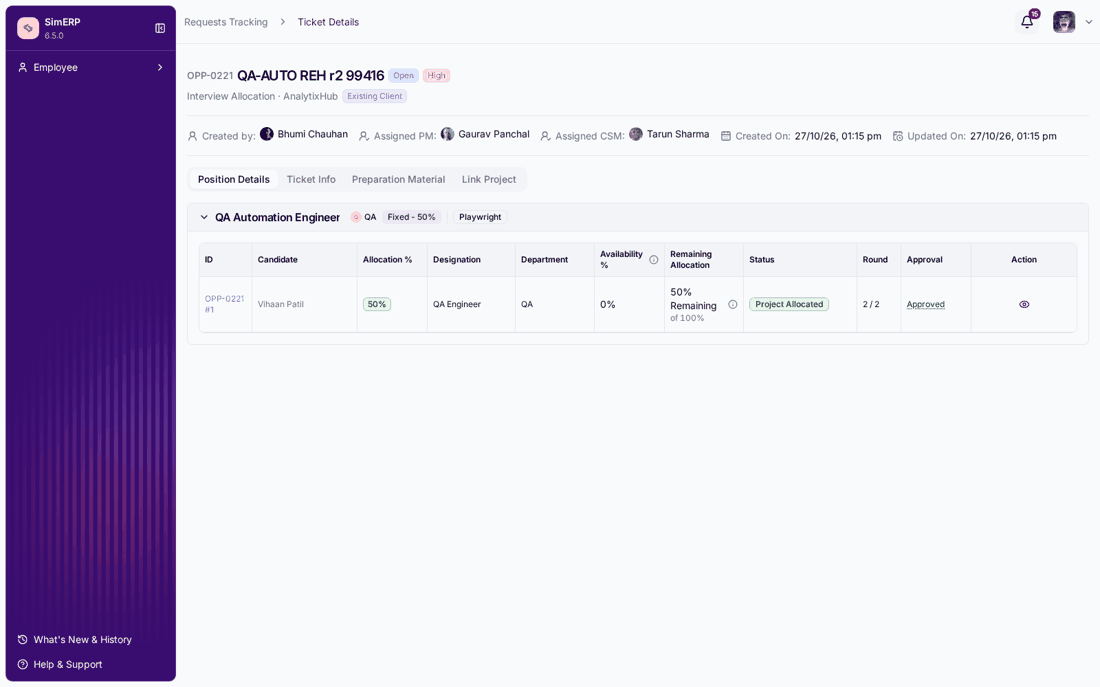 SimERP
6.5.0
Employee
What's New & History
Help & Support
Requests Tracking > Ticket Details
15
OPP-0221 QA-AUTO REH r2 99416 Open High
Interview Allocation · AnalytixHub Existing Client
Created by: Bhumi Chauhan Assigned PM: Gaurav Panchal Assigned CSM: Tarun Sharma Created On: 27/10/26, 01:15 pm Updated On: 27/10/26, 01:15 pm
Position Details Ticket Info Preparation Material Link Project
QA Automation Engineer Q QA Fixed - 50% Playwright
ID Candidate Allocation % Designation Department Availability % Remaining Allocation Status Round Approval Action
OPP-0221 #1 Vihaan Patil 50% QA Engineer QA 0% 50% Remaining of 100% Project Allocated 2 / 2 Approved